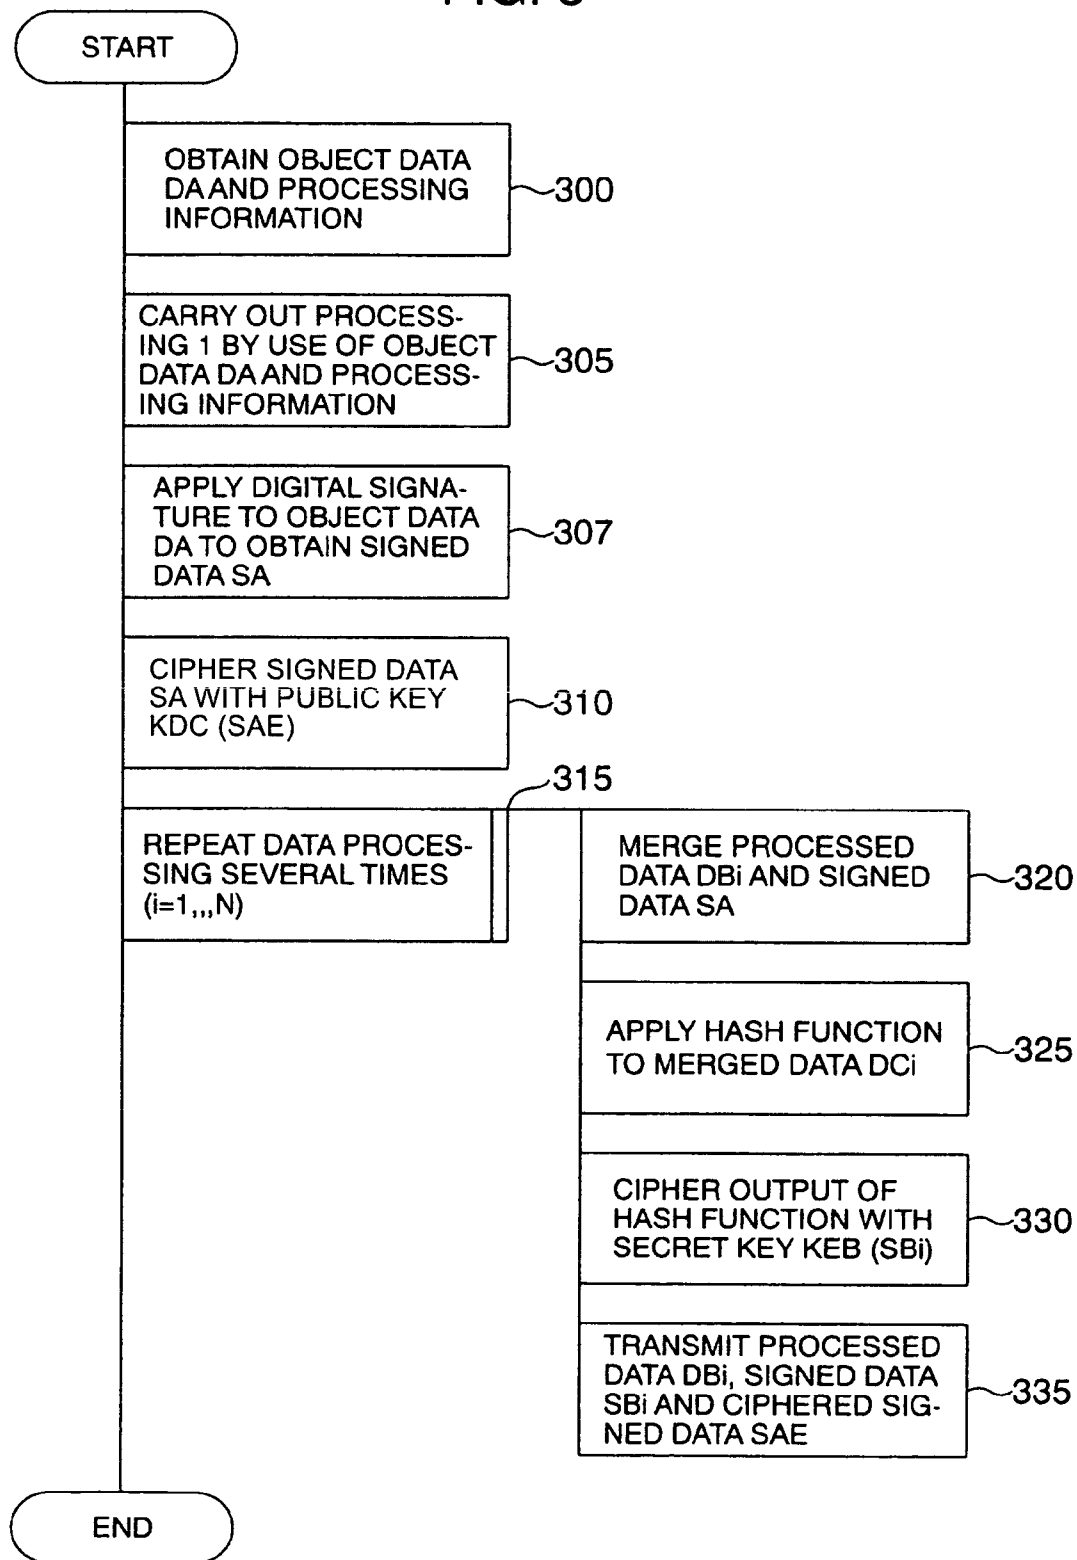 START
OBTAIN OBJECT DATA
DA AND PROCESSING
INFORMATION
300
CARRY OUT PROCESS-
ING 1 BY USE OF OBJECT
DATA DA AND PROCESS-
ING INFORMATION
305
APPLY DIGITAL SIGNA-
TURE TO OBJECT DATA
DA TO OBTAIN SIGNED
DATA SA
307
CIPHER SIGNED DATA
SA WITH PUBLIC KEY
KDC (SAE)
310
315
REPEAT DATA PROCES-
SING SEVERAL TIMES
(i=1,,,N)
MERGE PROCESSED
DATA DBi AND SIGNED
DATA SA
320
APPLY HASH FUNCTION
TO MERGED DATA DCi
325
CIPHER OUTPUT OF
HASH FUNCTION WITH
SECRET KEY KEB (SBi)
330
TRANSMIT PROCESSED
DATA DBi, SIGNED DATA
SBi AND CIPHERED SIG-
NED DATA SAE
335
END